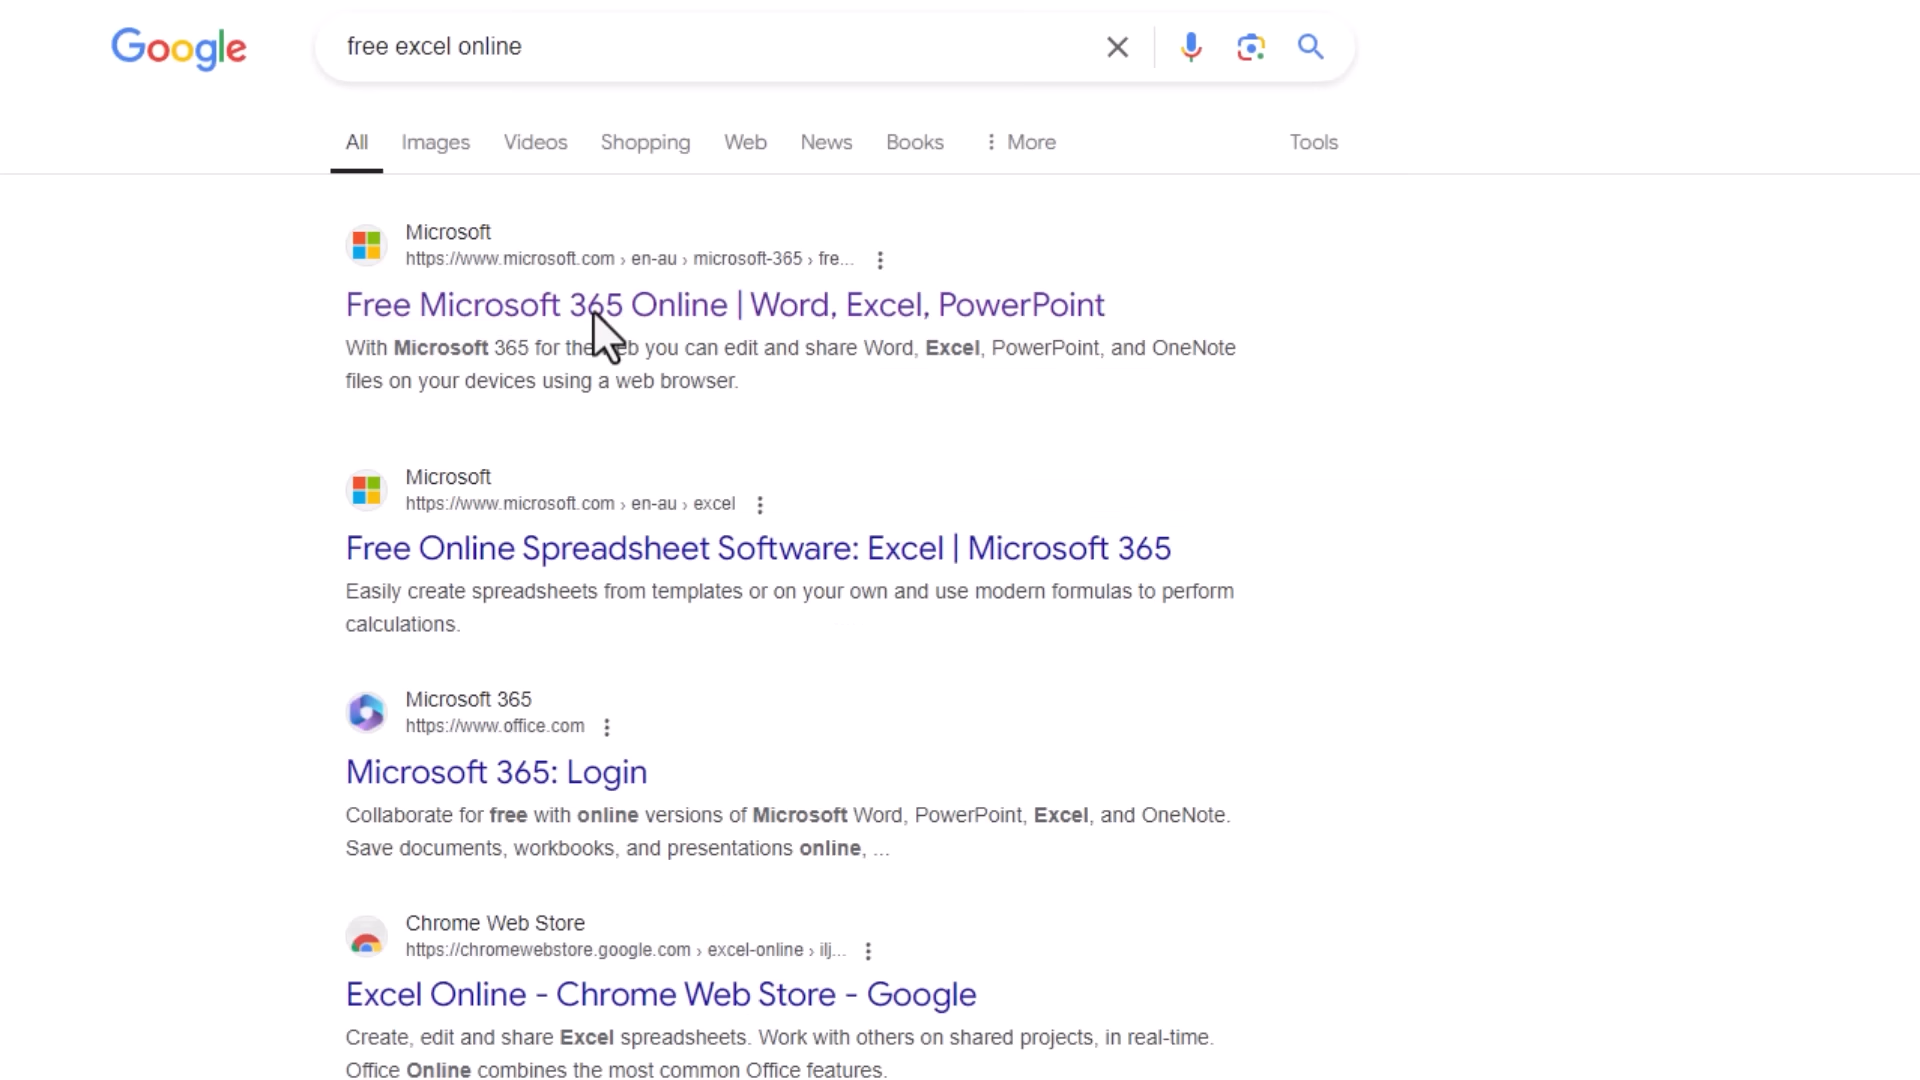 Google
free excel online
All Images Videos Shopping Web News Books More Tools
Microsoft
https://www.microsoft.com › en-au › microsoft-365 › fre...
Free Microsoft 365 Online | Word, Excel, PowerPoint
With Microsoft 365 for the web you can edit and share Word, Excel, PowerPoint, and OneNote
files on your devices using a web browser.
Microsoft
https://www.microsoft.com › en-au › excel
Free Online Spreadsheet Software: Excel | Microsoft 365
Easily create spreadsheets from templates or on your own and use modern formulas to perform
calculations.
Microsoft 365
https://www.office.com
Microsoft 365: Login
Collaborate for free with online versions of Microsoft Word, PowerPoint, Excel, and OneNote.
Save documents, workbooks, and presentations online, ...
Chrome Web Store
https://chromewebstore.google.com › excel-online › ilj...
Excel Online - Chrome Web Store - Google
Create, edit and share Excel spreadsheets. Work with others on shared projects, in real-time.
Office Online combines the most common Office features.